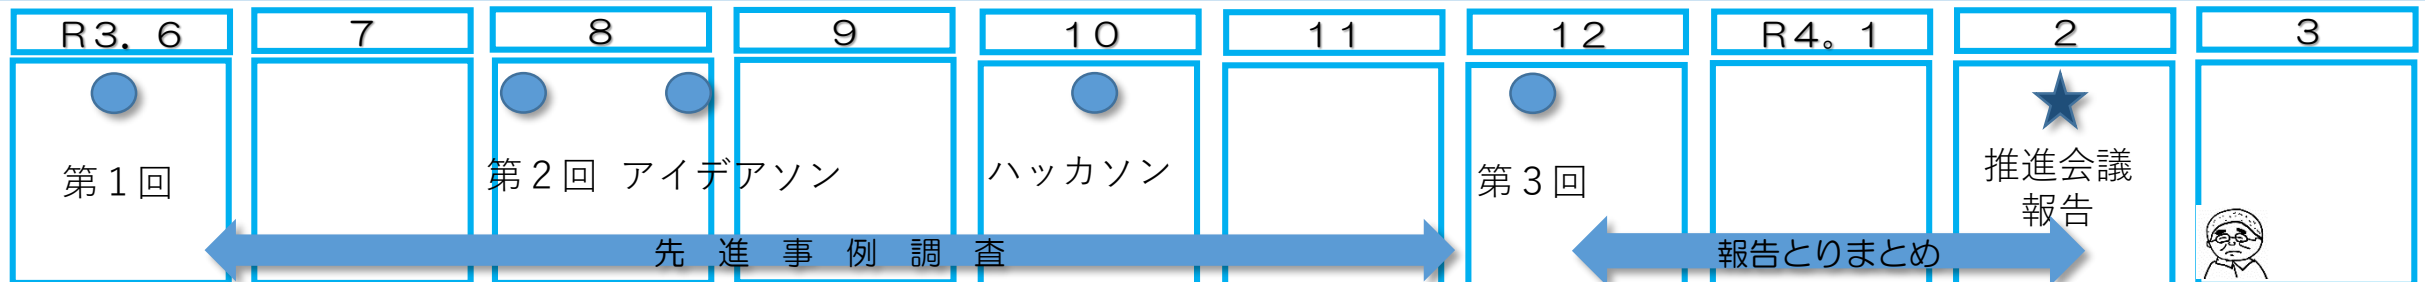 R3．6
7
8
9
10
11
12
R4。1
2
3
第1回
第2回
アイデアソン
ハッカソン
第3回
推進会議
報告
先進事例調査
報告とりまとめ